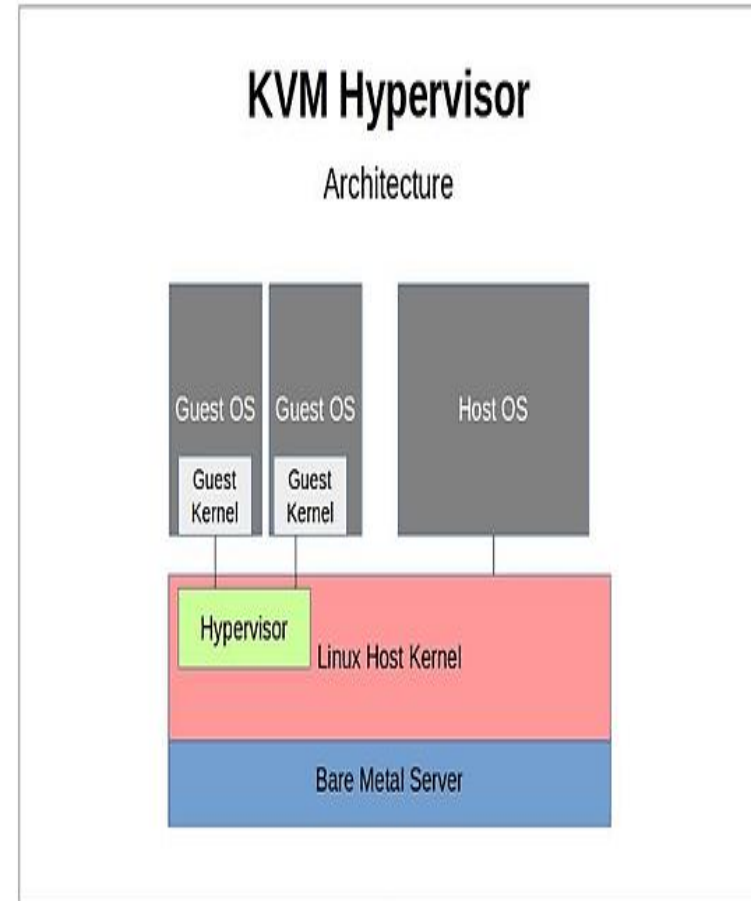 KVM Hypervisor
Architecture
Guest OS
Guest OS
Host OS
Guest
Kernel
Guest
Kernel
Hypervisor
Linux Host Kernel
Bare Metal Server